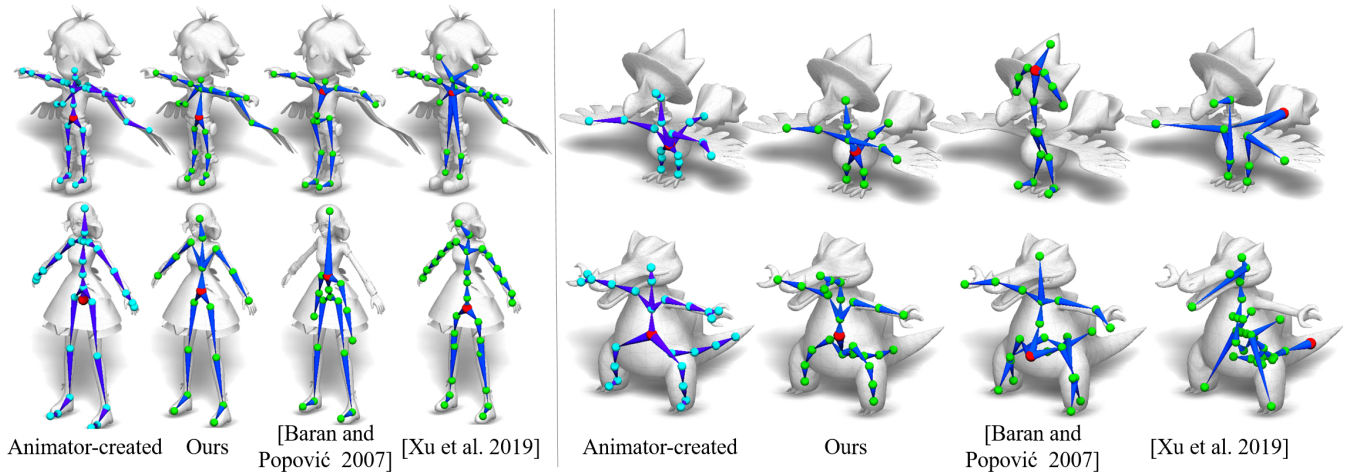 Animator-created
Ours
[Baran and
Popović 2007]
[Xu et al. 2019]
Animator-created
Ours
[Baran and
Popović 2007]
[Xu et al. 2019]